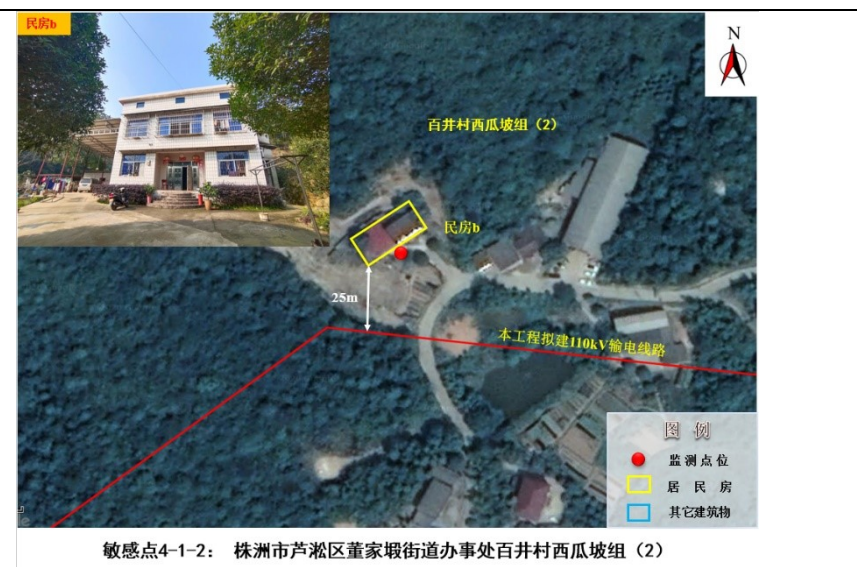 民房b
N
百井村西瓜坡组（2）
民房b
25m
本工程拟建110kV输电线路
图 例
监测点位
居 民 房
其它建筑物
敏感点4-1-2： 株洲市芦淞区董家塅街道办事处百井村西瓜坡组（2）